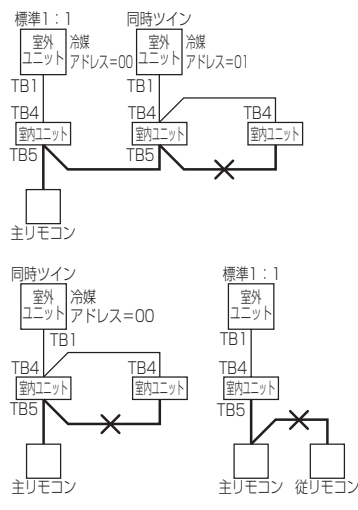 標準1：1
室外
ユニット
冷媒
アドレス=00
TB1
TB4
室内ユニット
TB5
主リモコン
同時ツイン
室外
ユニット
冷媒
アドレス=01
TB1
TB4
室内ユニット
TB5
TB4
室内ユニット
同時ツイン
室外
ユニット
冷媒
アドレス=00
TB1
TB4
室内ユニット
TB5
TB4
室内ユニット
主リモコン
標準1：1
室外
ユニット
TB1
TB4
室内ユニット
TB5
主リモコン
従リモコン